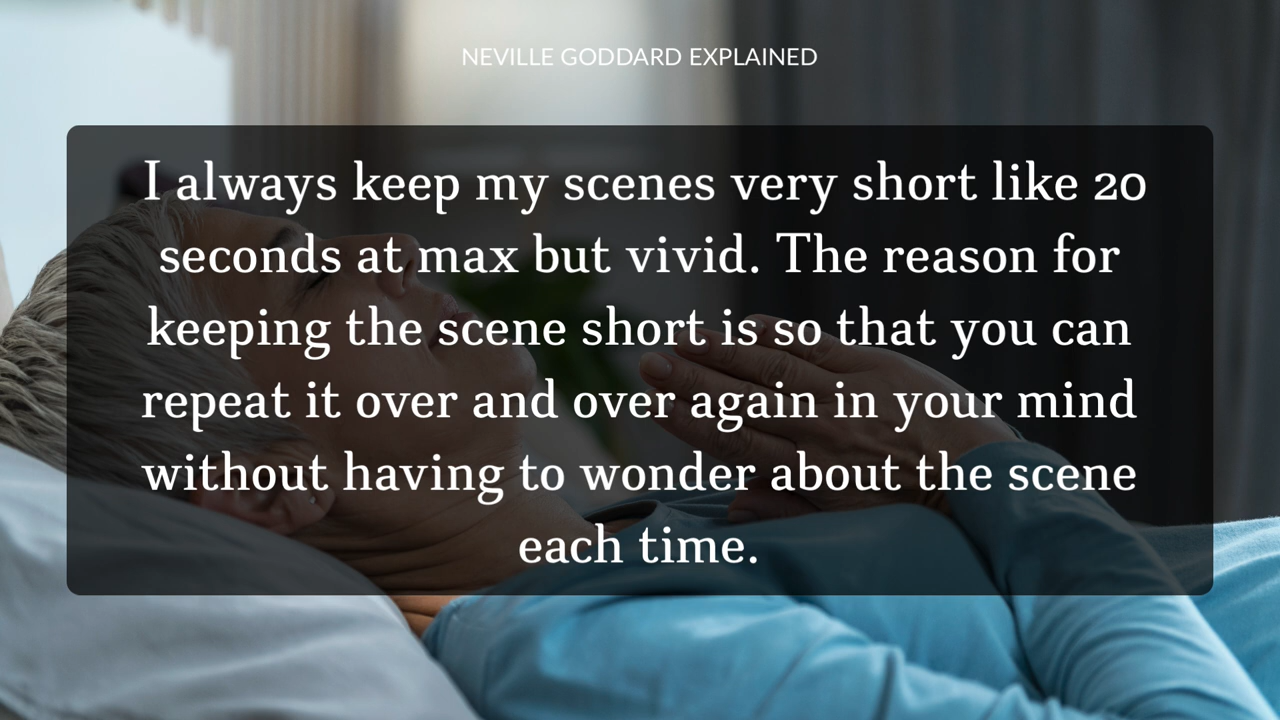 NEVILLE GODDARD EXPLAINED
I always keep my scenes very short like 20
seconds at max but vivid. The reason for
keeping the scene short is so that you can
repeat it over and over again in your mind
without having to wonder about the scene
each time.